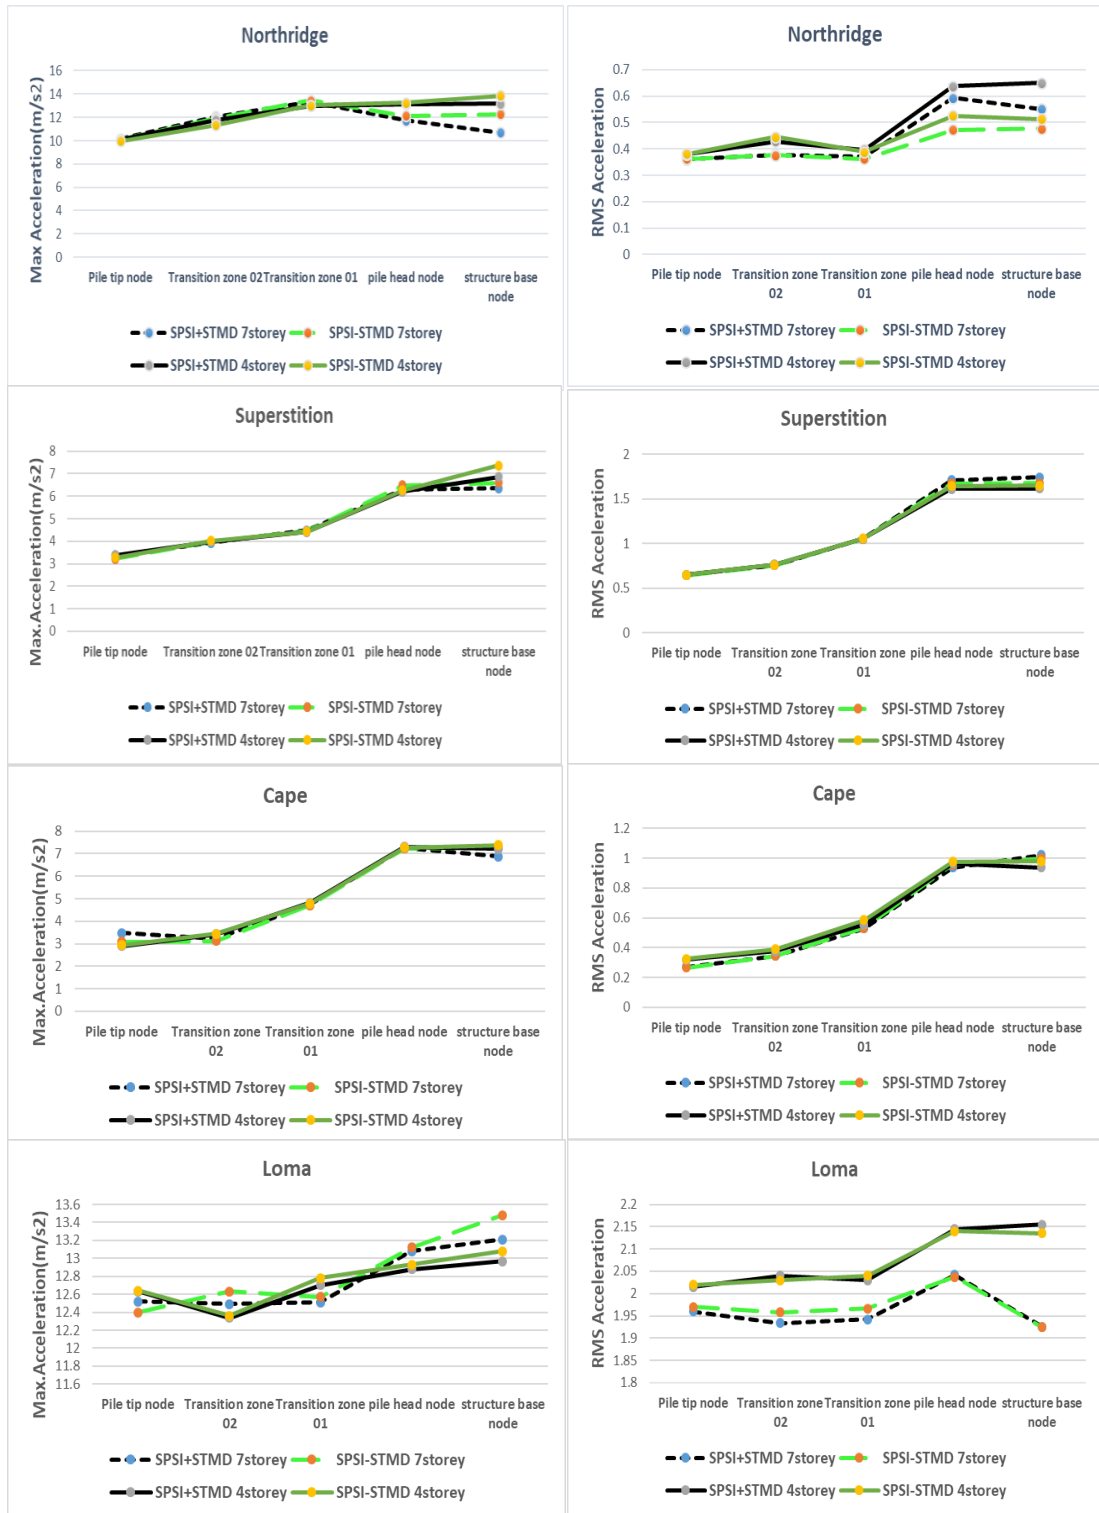 Northridge
Max Acceleration(m/s2)
16
14
12
10
8
6
4
2
0
Pile tip node
Transition zone 02
Transition zone 01
pile head node
structure base
node
SPSI+STMD 7storey
SPSI-STMD 7storey
SPSI+STMD 4storey
SPSI-STMD 4storey
Northridge
RMS Acceleration
0.7
0.6
0.5
0.4
0.3
0.2
0.1
0
Pile tip node
Transition zone
02
Transition zone
01
pile head node
structure base
node
SPSI+STMD 7storey
SPSI-STMD 7storey
SPSI+STMD 4storey
SPSI-STMD 4storey
Superstition
Max.Acceleration(m/s2)
8
7
6
5
4
3
2
1
0
Pile tip node
Transition zone 02
Transition zone 01
pile head node
structure base
node
SPSI+STMD 7storey
SPSI-STMD 7storey
SPSI+STMD 4storey
SPSI-STMD 4storey
Superstition
RMS Acceleration
2
1.5
1
0.5
0
Pile tip node
Transition zone
02
Transition zone
01
pile head node
structure base
node
SPSI+STMD 7storey
SPSI-STMD 7storey
SPSI+STMD 4storey
SPSI-STMD 4storey
Cape
Max.Acceleration(m/s2)
8
7
6
5
4
3
2
1
0
Pile tip node
Transition zone
02
Transition zone
01
pile head node
structure base
node
SPSI+STMD 7storey
SPSI-STMD 7storey
SPSI+STMD 4storey
SPSI-STMD 4storey
Cape
RMS Acceleration
1.2
1
0.8
0.6
0.4
0.2
0
Pile tip node
Transition zone
02
Transition zone
01
pile head node
structure base
node
SPSI+STMD 7storey
SPSI-STMD 7storey
SPSI+STMD 4storey
SPSI-STMD 4storey
Loma
Max.Acceleration(m/s2)
13.6
13.4
13.2
13
12.8
12.6
12.4
12.2
12
11.8
11.6
Pile tip node
Transition zone
02
Transition zone
01
pile head node
structure base
node
SPSI+STMD 7storey
SPSI-STMD 7storey
SPSI+STMD 4storey
SPSI-STMD 4storey
Loma
RMS Acceleration
2.2
2.15
2.1
2.05
2
1.95
1.9
1.85
1.8
Pile tip node
Transition zone
02
Transition zone
01
pile head node
structure base
node
SPSI+STMD 7storey
SPSI-STMD 7storey
SPSI+STMD 4storey
SPSI-STMD 4storey